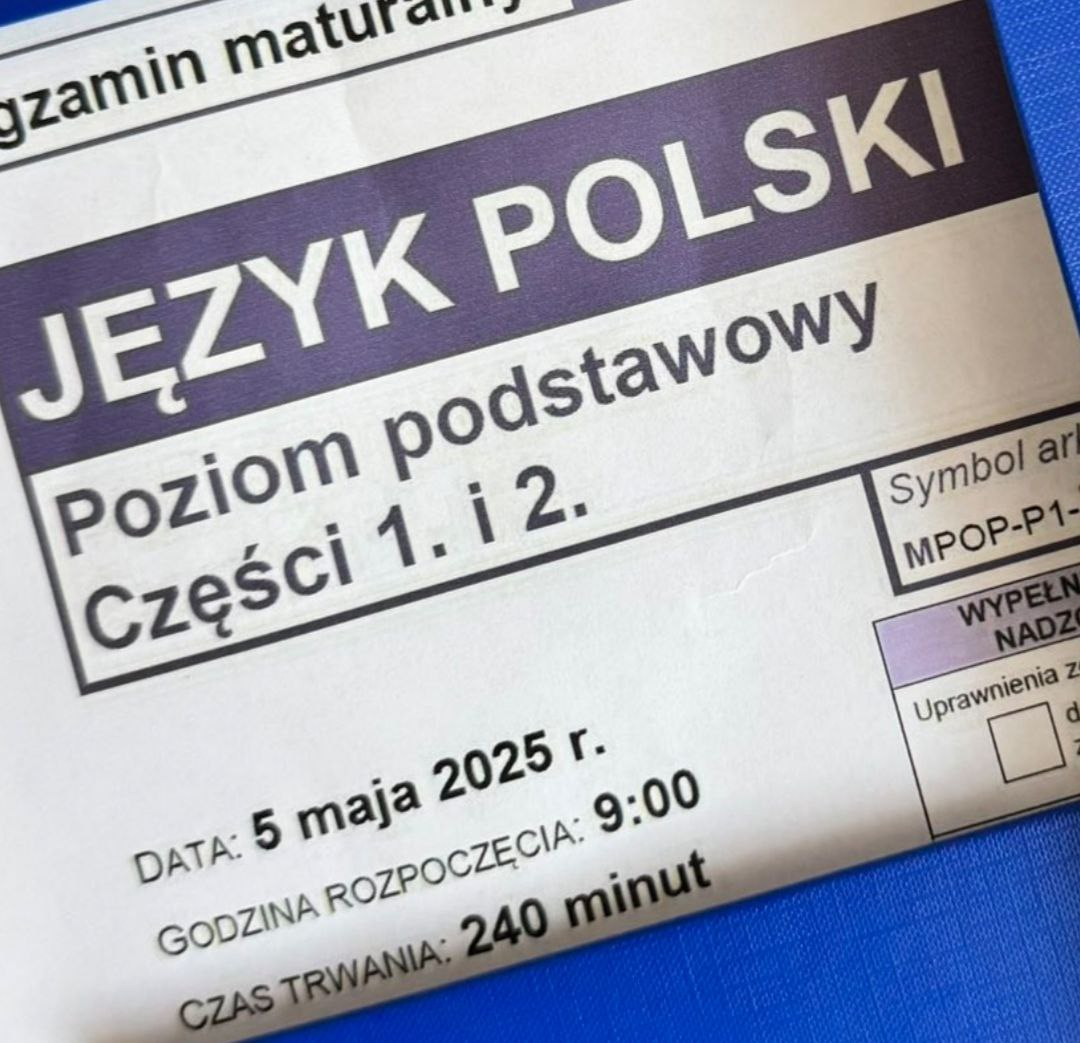 gzamin maturalny
JĘZYK POLSKI
Poziom podstawowy
Części 1. i 2.
Symbol ar
MPOP-P1-
WYPEŁN
NADZO
Uprawnienia
DATA: 5 maja 2025 r.
GODZINA ROZPOCZĘCIA: 9:00
CZAS TRWANIA: 240 minut